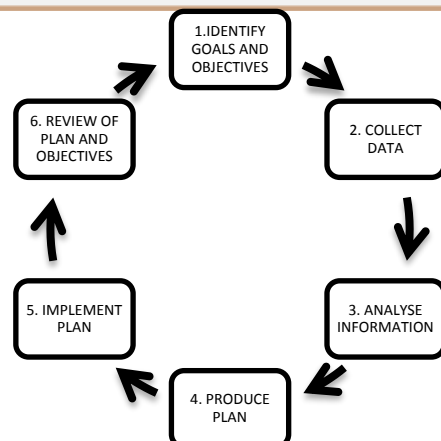 1.IDENTIFY
GOALS AND
OBJECTIVES
2. COLLECT
DATA
3. ANALYSE
INFORMATION
4. PRODUCE
PLAN
5. IMPLEMENT
PLAN
6. REVIEW OF
PLAN AND
OBJECTIVES